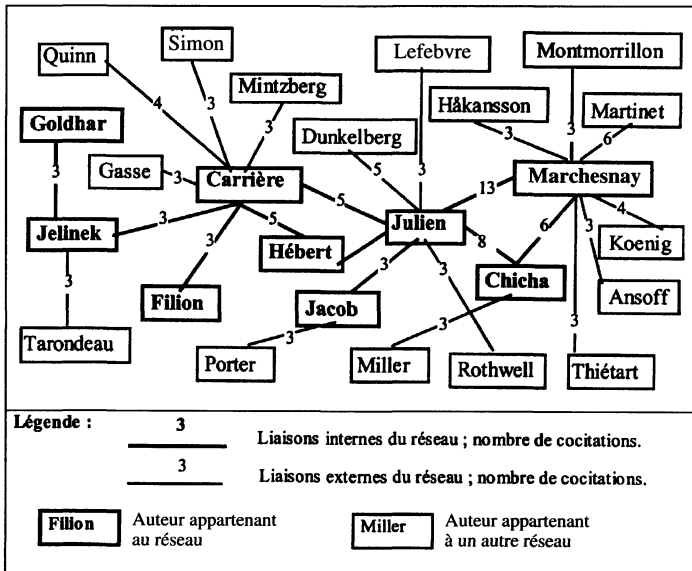 Simon
Lefebvre
Montmorrillon
Quinn
4
3
Mintzberg
3
Håkansson
3
Martinet
Goldhar
Dunkelberg
3
6
Gasse
3
Carrière
5
3
13
Marchesnay
3
Jelinek
3
5
5
Julien
6
3
4
Koenig
Hébert
8
3
3
3
3
Chicha
Ansoff
Filion
Jacob
3
Tarondeau
Porter
3
Miller
3
Rothwell
Thiétart
Légende :
3
Liaisons internes du réseau ; nombre de cocitations.
3
Liaisons externes du réseau ; nombre de cocitations.
Filion
Auteur appartenant
au réseau
Miller
Auteur appartenant
à un autre réseau